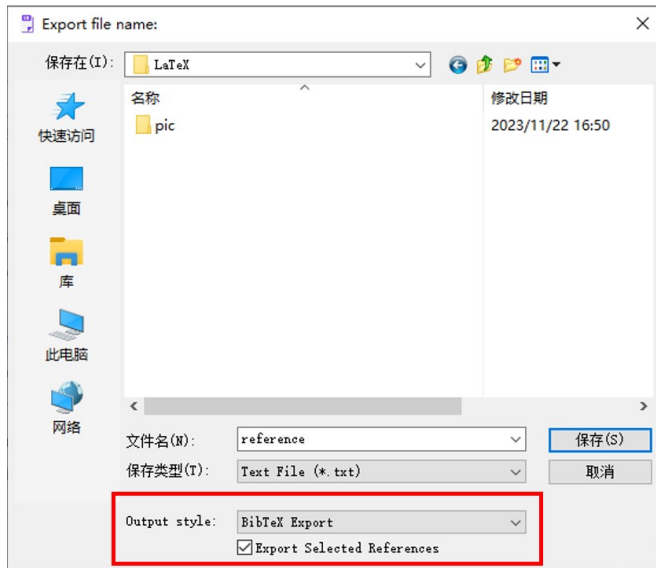 Export file name:
保存在(I):
LaTeX
名称
修改日期
pic
2023/11/22 16:50
快速访问
桌面
库
此电脑
网络
文件名(N):
reference
保存(S)
保存类型(T):
Text File (*.txt)
取消
Output style:
BibTeX Export
Export Selected References